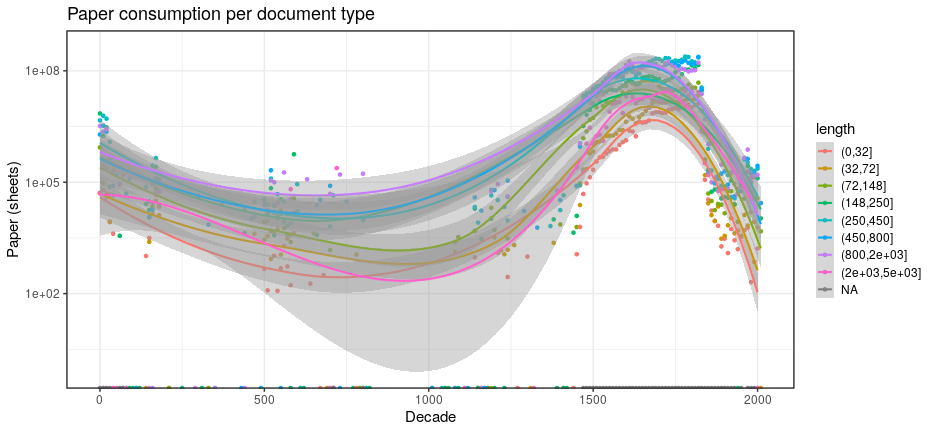 Paper consumption per document type
Paper (sheets)
1e+08
1e+05
1e+02
0 500 1000 1500 2000
Decade
length
(0,32]
(32,72]
(72,148]
(148,250]
(250,450]
(450,800]
(800,2e+03]
(2e+03,5e+03]
NA